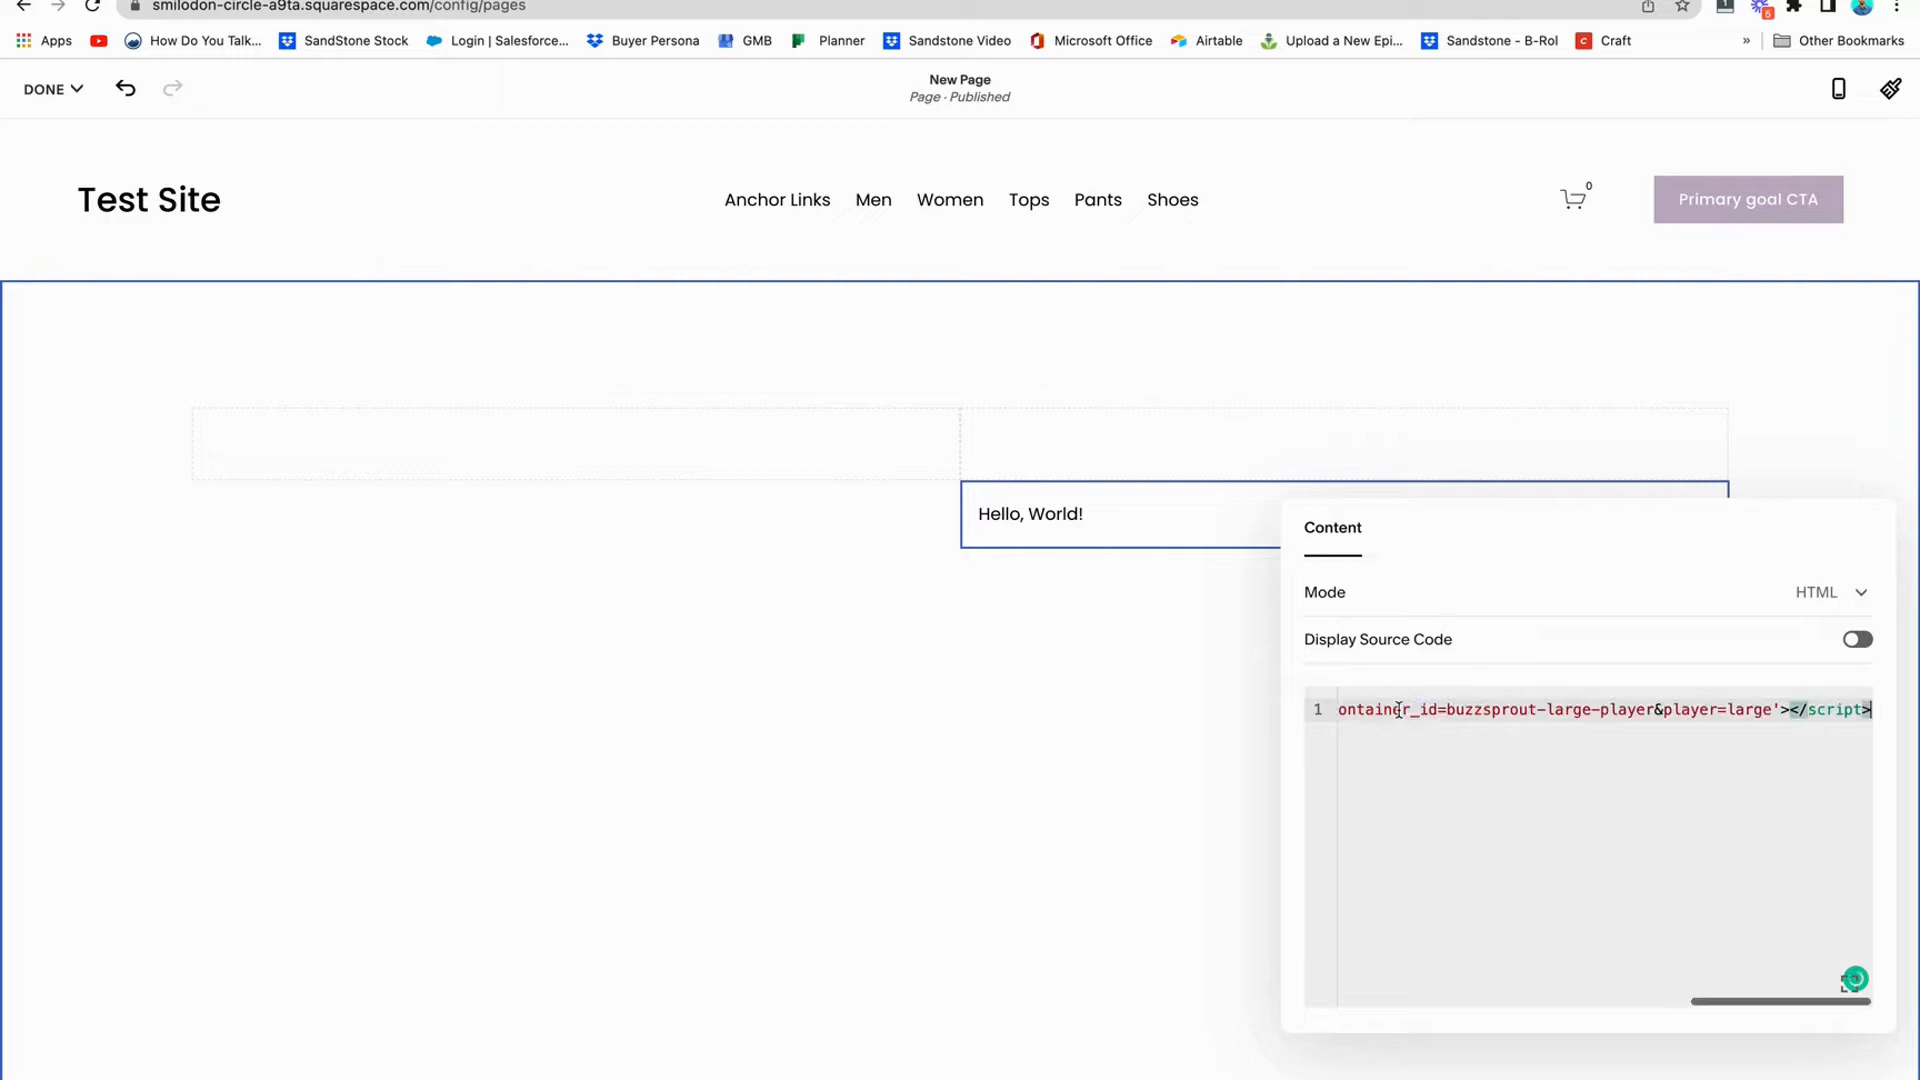 smilodon-circle-a9ta.squarespace.com/config/pages
1
5
Apps
How Do You Talk...
SandStone Stock
Login | Salesforce...
Buyer Persona
GMB
Planner
Sandstone Video
Microsoft Office
Airtable
Upload a New Epi...
Sandstone - B-Rol
c
Craft
»
Other Bookmarks
DONE
New Page
Page · Published
Test Site
Anchor Links
Men
Women
Tops
Pants
Shoes
0
Primary goal CTA
Hello, World!
Content
Mode
HTML
Display Source Code
1
ontainer_id=buzzsprout-large-player&player=large'></script>